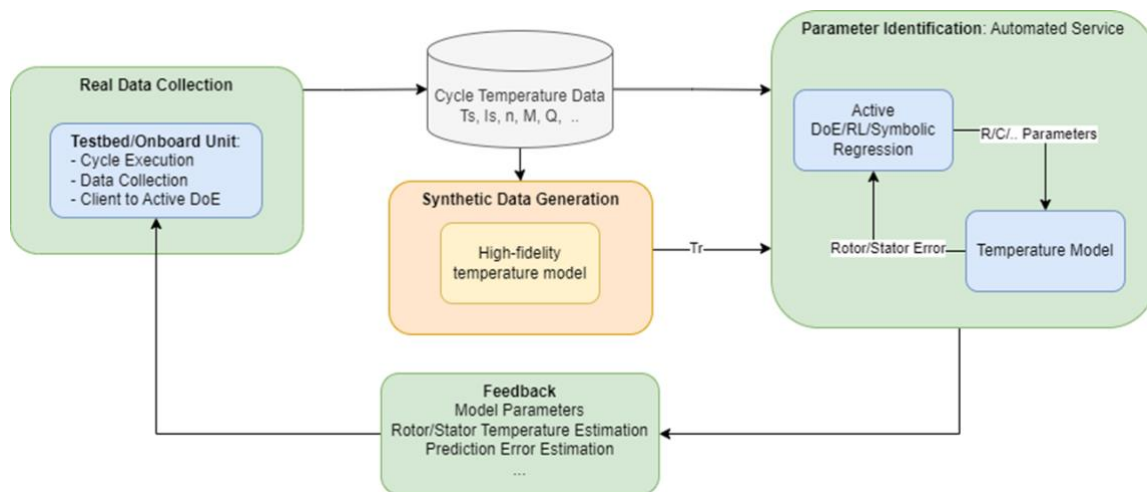 Real Data Collection
Testbed/Onboard Unit:
- Cycle Execution
- Data Collection
- Client to Active DoE
Cycle Temperature Data
Ts, Is, n, M, Q, ..
Synthetic Data Generation
High-fidelity
temperature model
Tr
Parameter Identification: Automated Service
Active
DoE/RL/Symbolic
Regression
R/C/.. Parameters
Rotor/Stator Error
Temperature Model
Feedback
Model Parameters
Rotor/Stator Temperature Estimation
Prediction Error Estimation
...